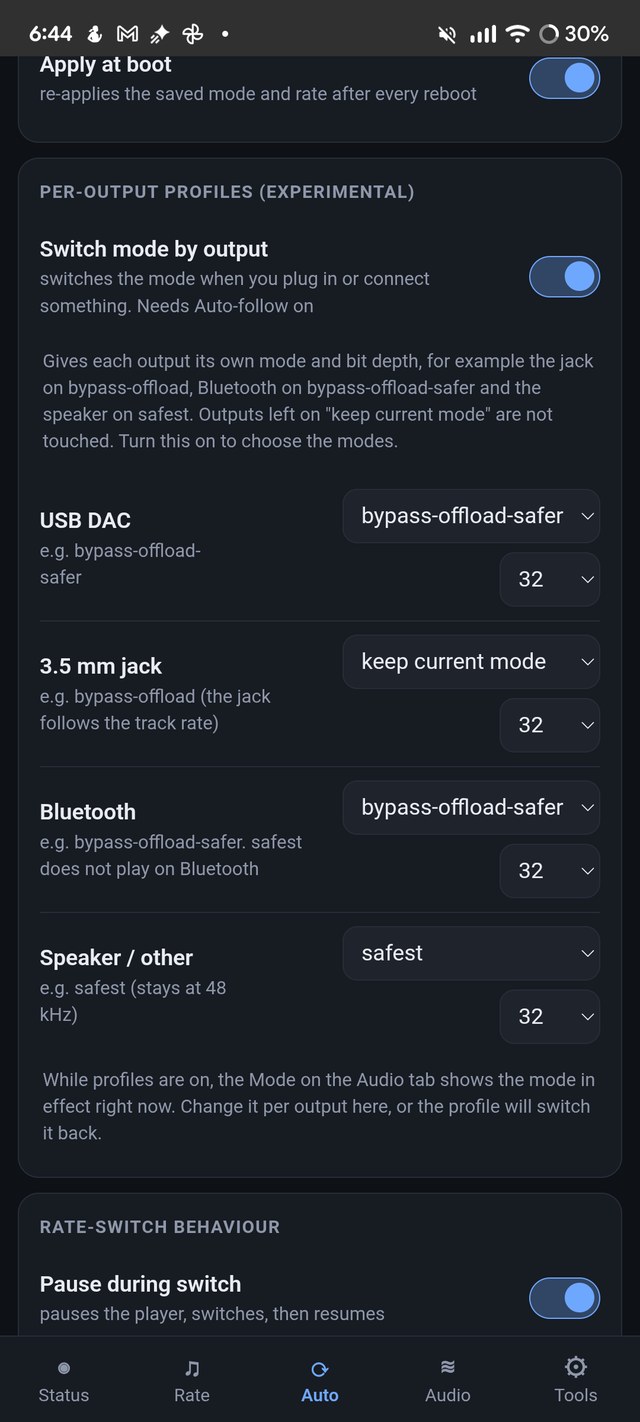 6:44
30%
Apply at boot
re-applies the saved mode and rate after every reboot
PER-OUTPUT PROFILES (EXPERIMENTAL)
Switch mode by output
switches the mode when you plug in or connect
something. Needs Auto-follow on
Gives each output its own mode and bit depth, for example the jack
on bypass-offload, Bluetooth on bypass-offload-safer and the
speaker on safest. Outputs left on "keep current mode" are not
touched. Turn this on to choose the modes.
USB DAC
e.g. bypass-offload-
safer
bypass-offload-safer
32
3.5 mm jack
e.g. bypass-offload (the jack
follows the track rate)
keep current mode
32
Bluetooth
e.g. bypass-offload-safer. safest
does not play on Bluetooth
bypass-offload-safer
32
Speaker / other
e.g. safest (stays at 48
kHz)
safest
32
While profiles are on, the Mode on the Audio tab shows the mode in
effect right now. Change it per output here, or the profile will switch
it back.
RATE-SWITCH BEHAVIOUR
Pause during switch
pauses the player, switches, then resumes
Status
Rate
Auto
Audio
Tools